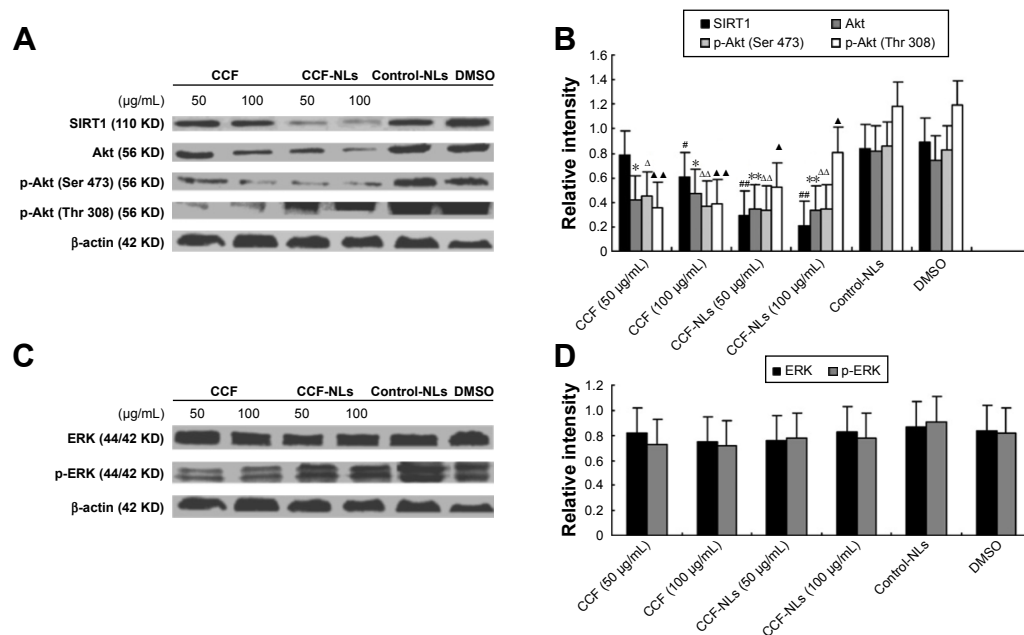 A
CCF CCF-NLs Control-NLs DMSO
(µg/mL) 50 100 50 100
SIRT1 (110 KD)
Akt (56 KD)
p-Akt (Ser 473) (56 KD)
p-Akt (Thr 308) (56 KD)
β-actin (42 KD)
B
SIRT1 Akt
p-Akt (Ser 473) p-Akt (Thr 308)
Relative intensity
1.6
1.4
1.2
1.0
0.8
0.6
0.4
0.2
0
* Δ ▲▲
# * ΔΔ ▲▲
## ** ΔΔ ▲
## ** ΔΔ ▲
CCF (50 µg/mL)
CCF (100 µg/mL)
CCF-NLs (50 µg/mL)
CCF-NLs (100 µg/mL)
Control-NLs
DMSO
C
CCF CCF-NLs Control-NLs DMSO
(µg/mL) 50 100 50 100
ERK (44/42 KD)
p-ERK (44/42 KD)
β-actin (42 KD)
D
ERK p-ERK
Relative intensity
1.2
1.0
0.8
0.6
0.4
0.2
0
CCF (50 µg/mL)
CCF (100 µg/mL)
CCF-NLs (50 µg/mL)
CCF-NLs (100 µg/mL)
Control-NLs
DMSO